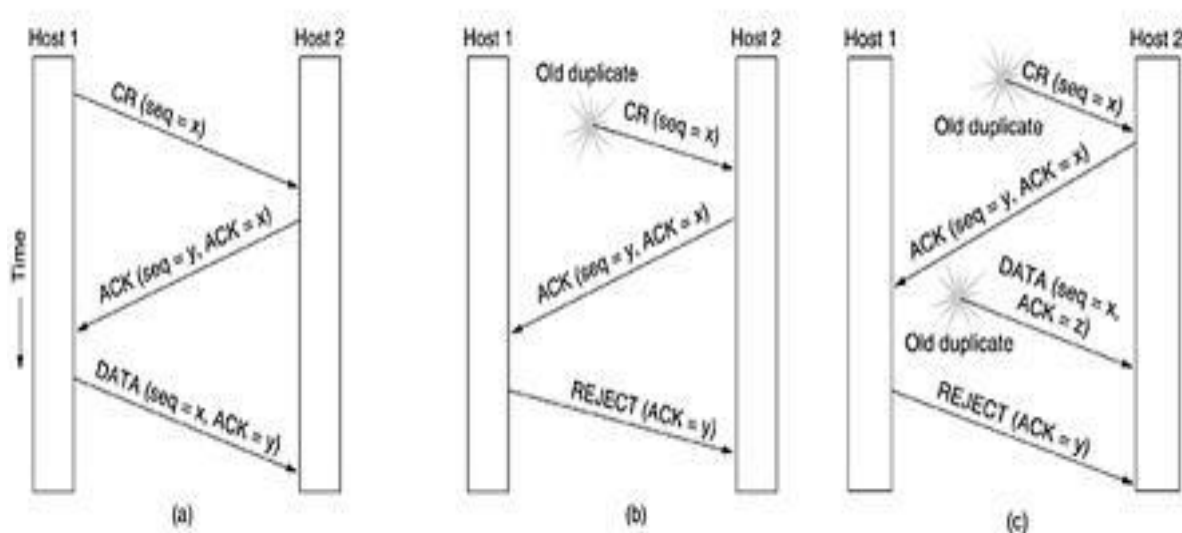 Host 1
Host 2
CR (seq = x)
ACK (seq = y, ACK = x)
DATA (seq = x, ACK = y)
Time
(a)
Host 1
Host 2
Old duplicate
CR (seq = x)
ACK (seq = y, ACK = x)
REJECT (ACK = y)
(b)
Host 1
Host 2
CR (seq = x)
Old duplicate
ACK (seq = y, ACK = x)
DATA (seq = x,
ACK = z)
Old duplicate
REJECT (ACK = y)
(c)